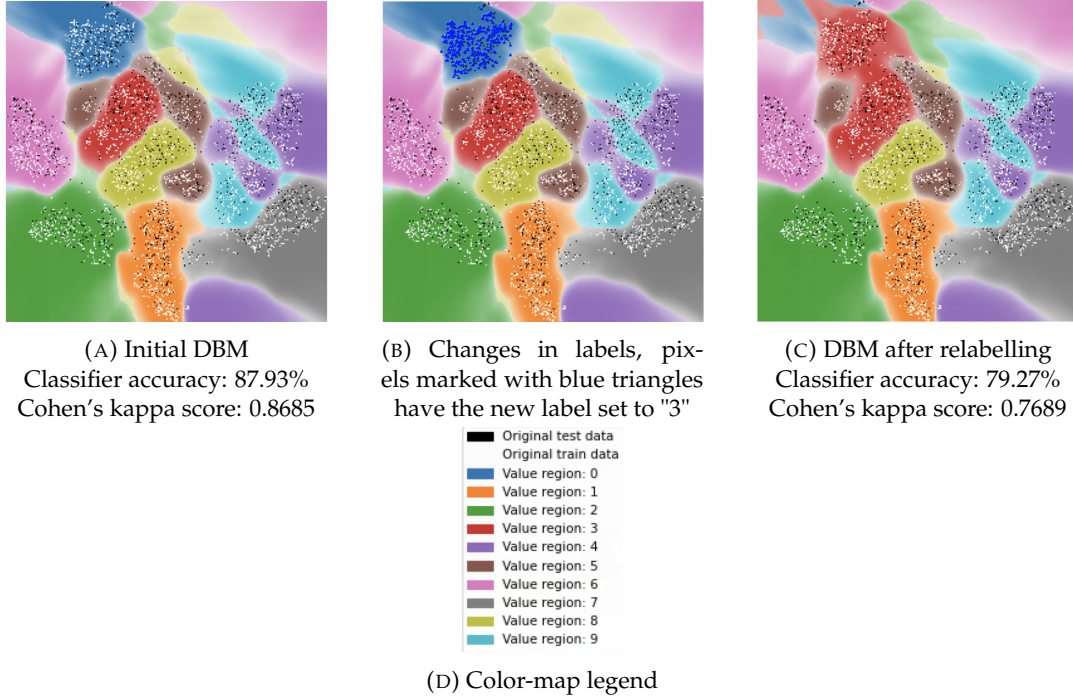 (A) Initial DBM
Classifier accuracy: 87.93%
Cohen's kappa score: 0.8685
(B) Changes in labels, pix-
els marked with blue triangles
have the new label set to "3"
(C) DBM after relabelling
Classifier accuracy: 79.27%
Cohen's kappa score: 0.7689
Original test data
Original train data
Value region: 0
Value region: 1
Value region: 2
Value region: 3
Value region: 4
Value region: 5
Value region: 6
Value region: 7
Value region: 8
Value region: 9
(D) Color-map legend